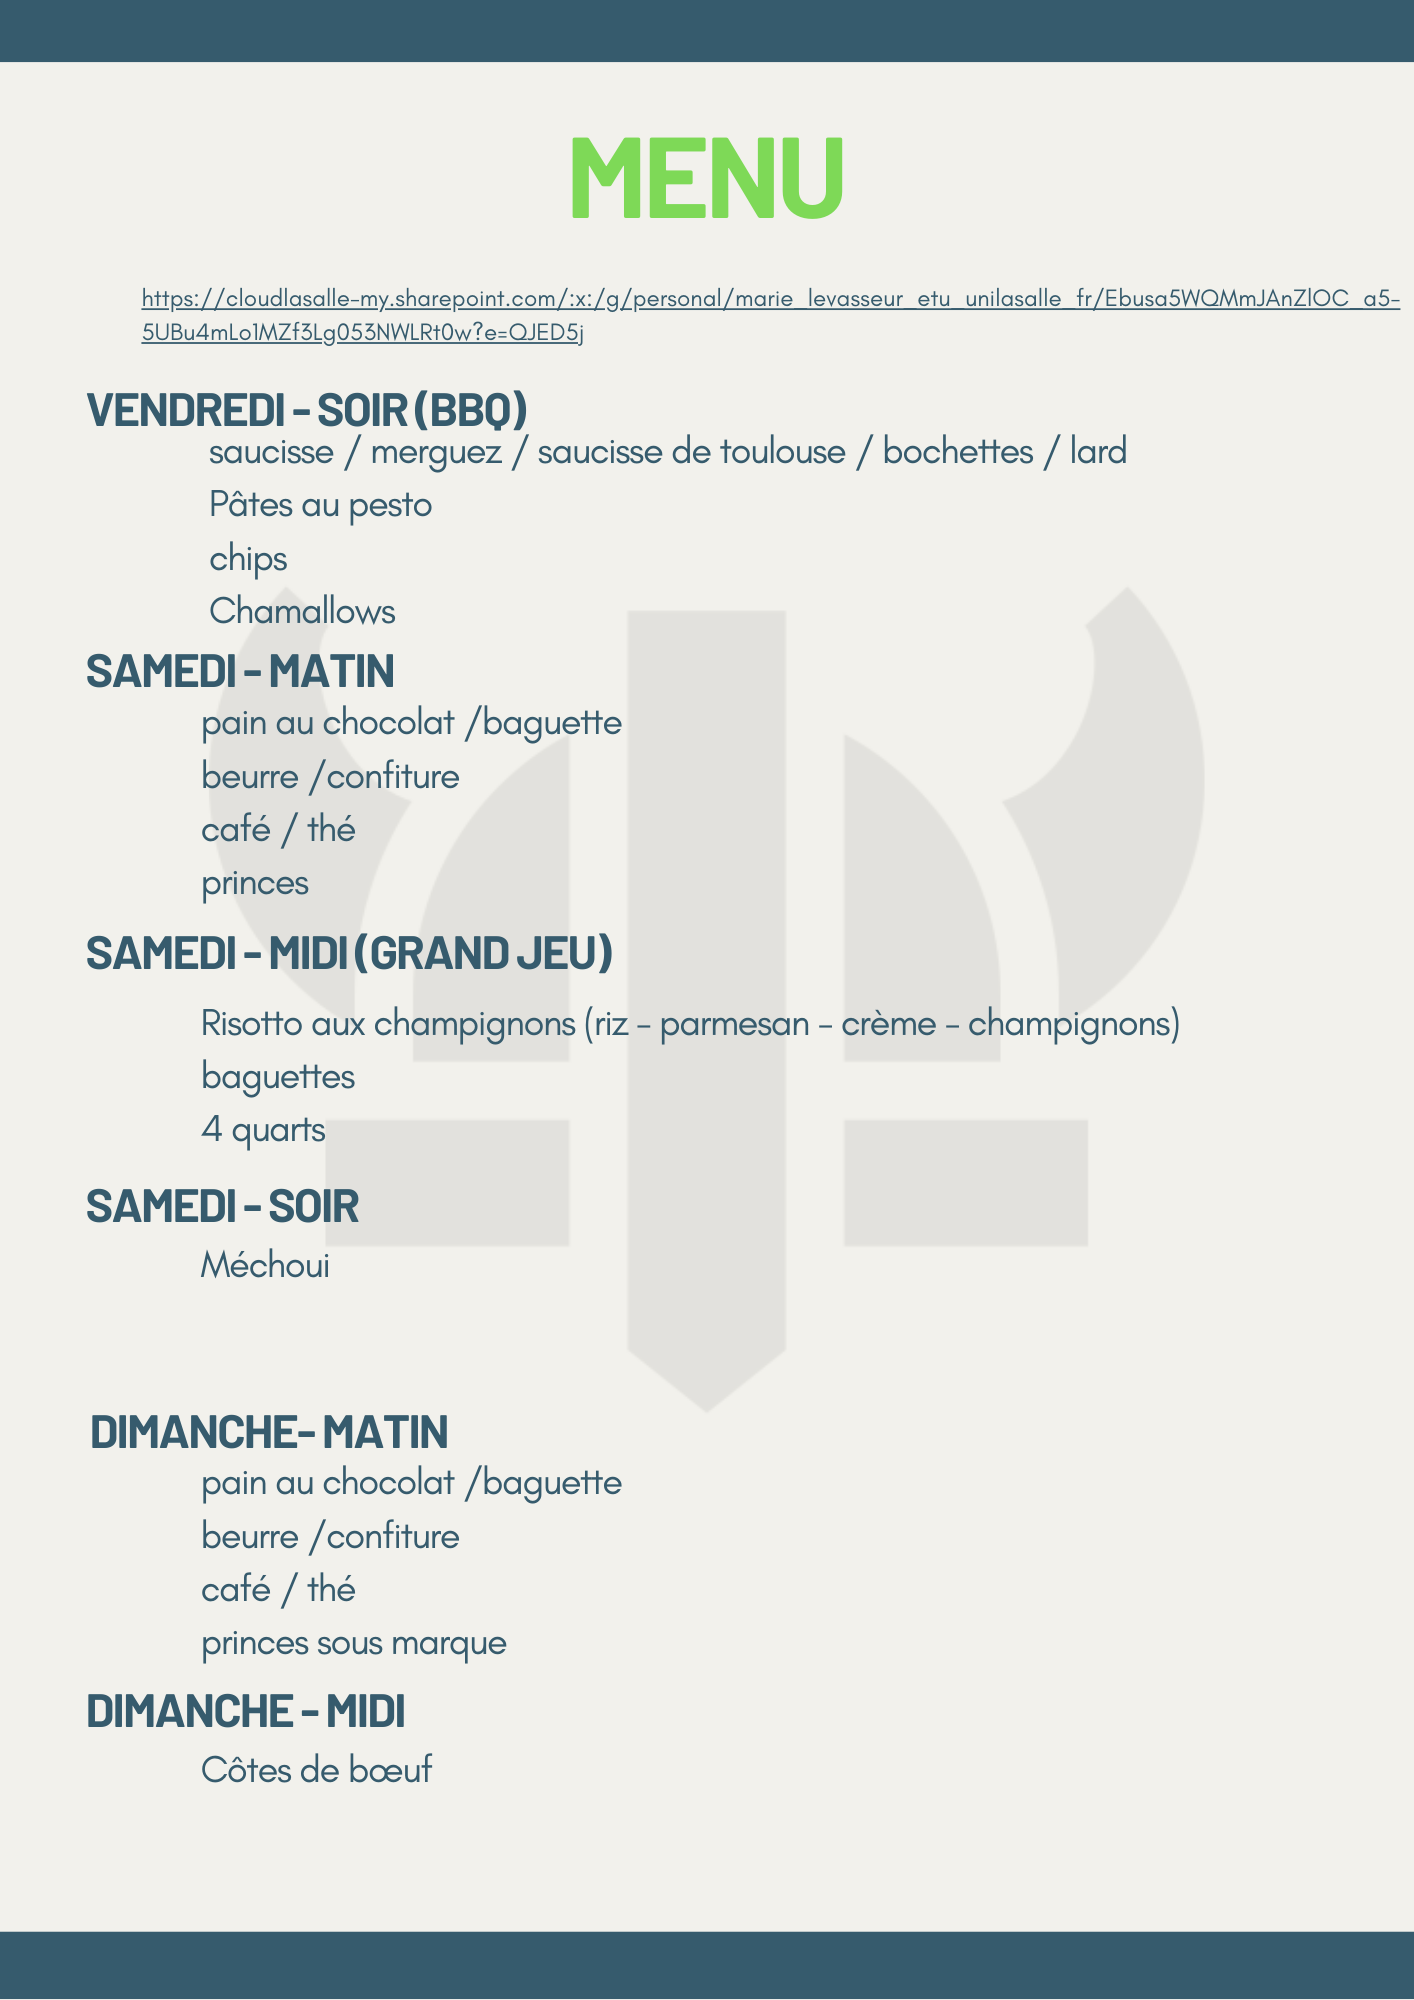 MENU
https://cloudlasalle-my.sharepoint.com/:x:/g/personal/marie_levasseur_etu_unilasalle_fr/Ebusa5WQMmJAnZlOC_a5-
5UBu4mLo1MZf3Lg053NWLRt0w?e=QJED5j
VENDREDI - SOIR (BBQ)
saucisse / merguez / saucisse de toulouse / bochettes / lard
Pâtes au pesto
chips
Chamallows
SAMEDI - MATIN
pain au chocolat /baguette
beurre /confiture
café / thé
princes
SAMEDI - MIDI (GRAND JEU)
Risotto aux champignons (riz - parmesan - crème - champignons)
baguettes
4 quarts
SAMEDI - SOIR
Méchoui
DIMANCHE- MATIN
pain au chocolat /baguette
beurre /confiture
café / thé
princes sous marque
DIMANCHE - MIDI
Côtes de bœuf